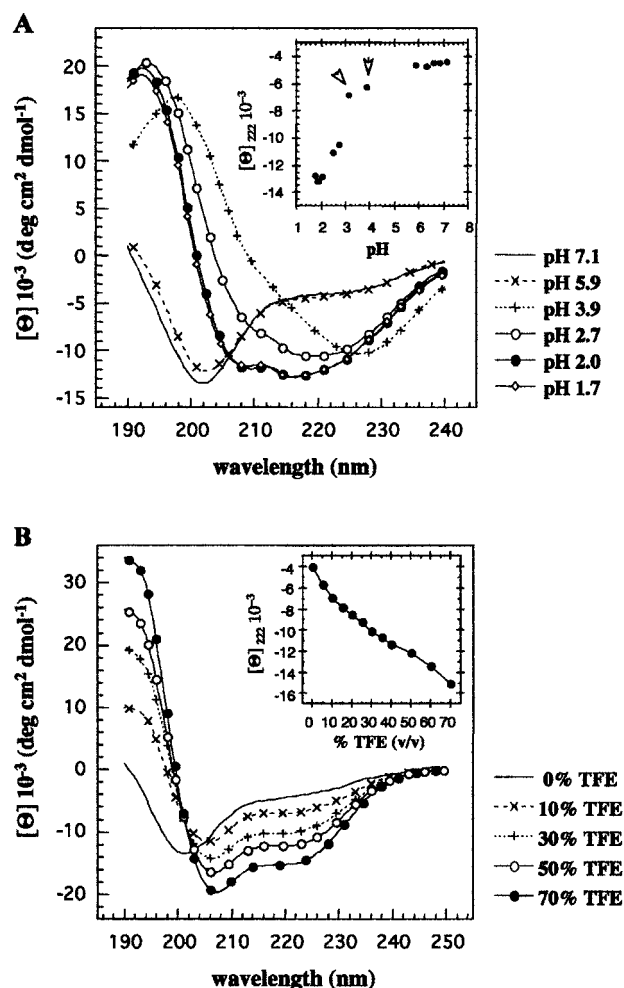 A
[Θ] 10⁻³ (deg cm² dmol⁻¹)
20
15
10
5
0
-5
-10
-15
190 200 210 220 230 240
wavelength (nm)
[Θ]₂₂₂ 10⁻³
-4
-6
-8
-10
-12
-14
1 2 3 4 5 6 7 8
pH
pH 7.1
pH 5.9
pH 3.9
pH 2.7
pH 2.0
pH 1.7
B
[Θ] 10⁻³ (deg cm² dmol⁻¹)
30
20
10
0
-10
-20
190 200 210 220 230 240 250
wavelength (nm)
[Θ]₂₂₂ 10⁻³
-4
-6
-8
-10
-12
-14
-16
0 10 20 30 40 50 60 70
% TFE (v/v)
0% TFE
10% TFE
30% TFE
50% TFE
70% TFE